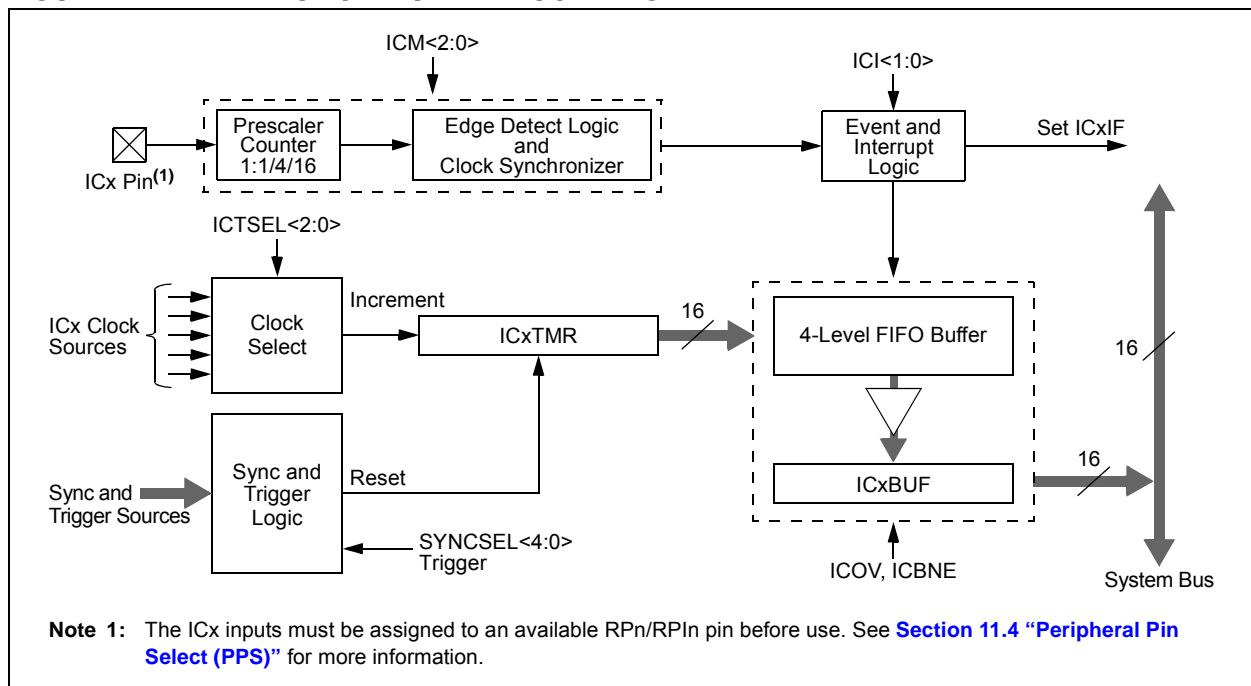 ICM<2:0>
ICI<1:0>
Prescaler
Counter
1:1/4/16
Edge Detect Logic
and
Clock Synchronizer
Event and
Interrupt
Logic
Set ICxIF
ICx Pin(1)
ICTSEL<2:0>
ICx Clock
Sources
Clock
Select
Increment
ICxTMR
16
4-Level FIFO Buffer
16
Sync and
Trigger Sources
Sync and
Trigger
Logic
Reset
ICxBUF
16
SYNCSEL<4:0>
Trigger
ICOV, ICBNE
System Bus
Note 1: The ICx inputs must be assigned to an available RPn/RPIn pin before use. See Section 11.4 “Peripheral Pin
Select (PPS)” for more information.